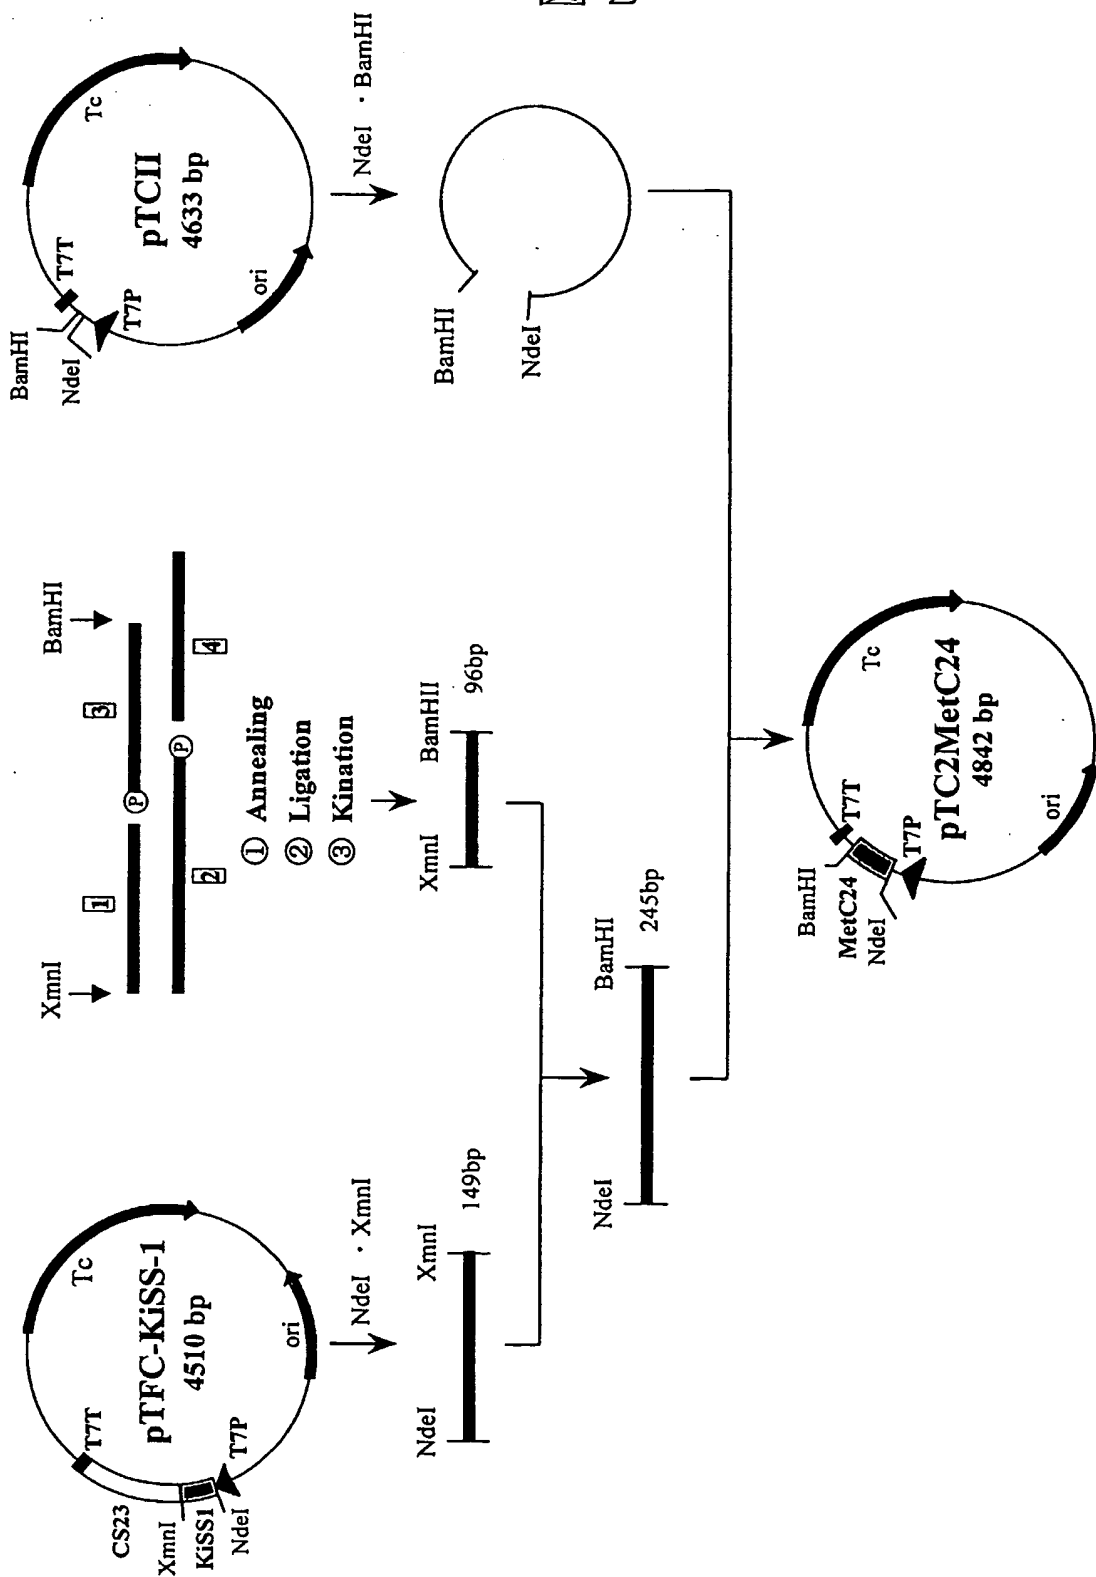 pTFC-KiSS-1
4510 bp
Tc
ori
T7T
T7P
CS23
XmnI
KiSS1
NdeI
NdeI · XmnI
NdeI
XmnI
149bp
XmnI
BamHI
1
3
P
P
2
4
① Annealing
② Ligation
③ Kination
XmnI
BamHII
96bp
NdeI
BamHI
245bp
BamHI
NdeI
T7T
T7P
Tc
pTCII
4633 bp
ori
NdeI · BamHI
BamHI
NdeI
BamHI
MetC24
NdeI
T7T
T7P
Tc
pTC2MetC24
4842 bp
ori